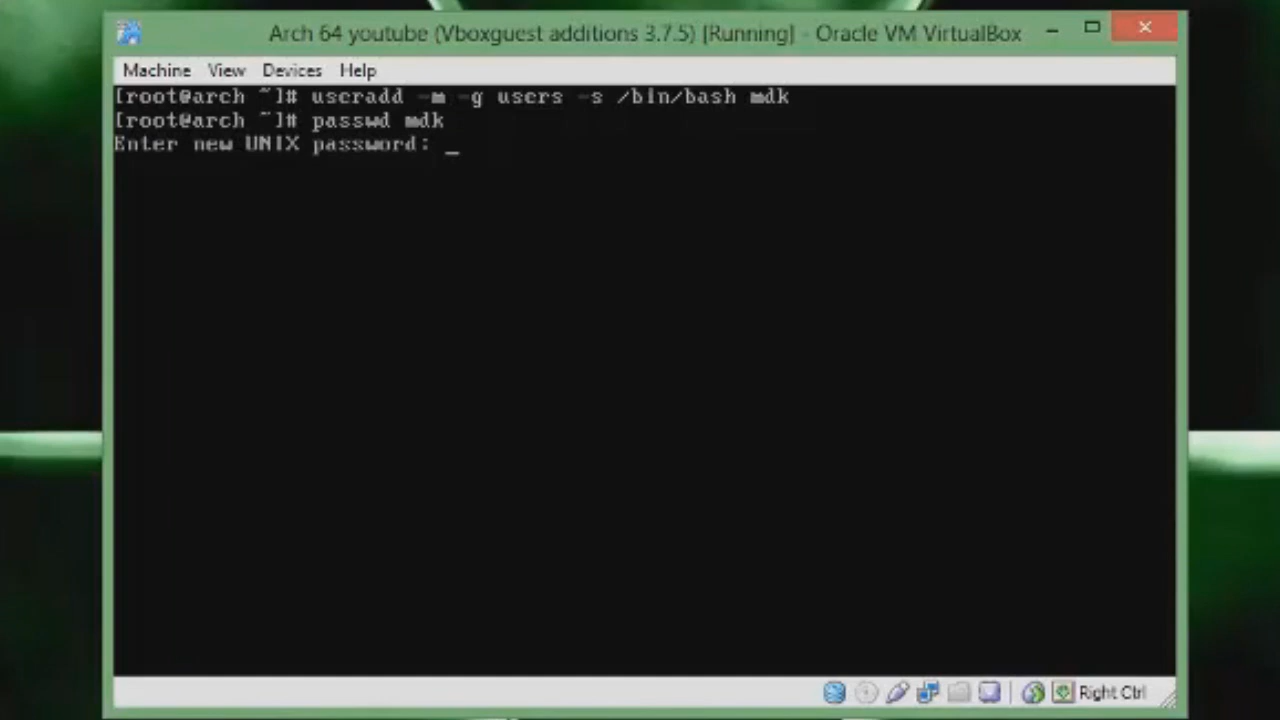 Arch 64 youtube (Vboxguest additions 3.7.5) [Running] - Oracle VM VirtualBox
Machine View Devices Help
[root@arch ~]# useradd -m -g users -s /bin/bash mdk
[root@arch ~]# passwd mdk
Enter new UNIX password: _
Right Ctrl